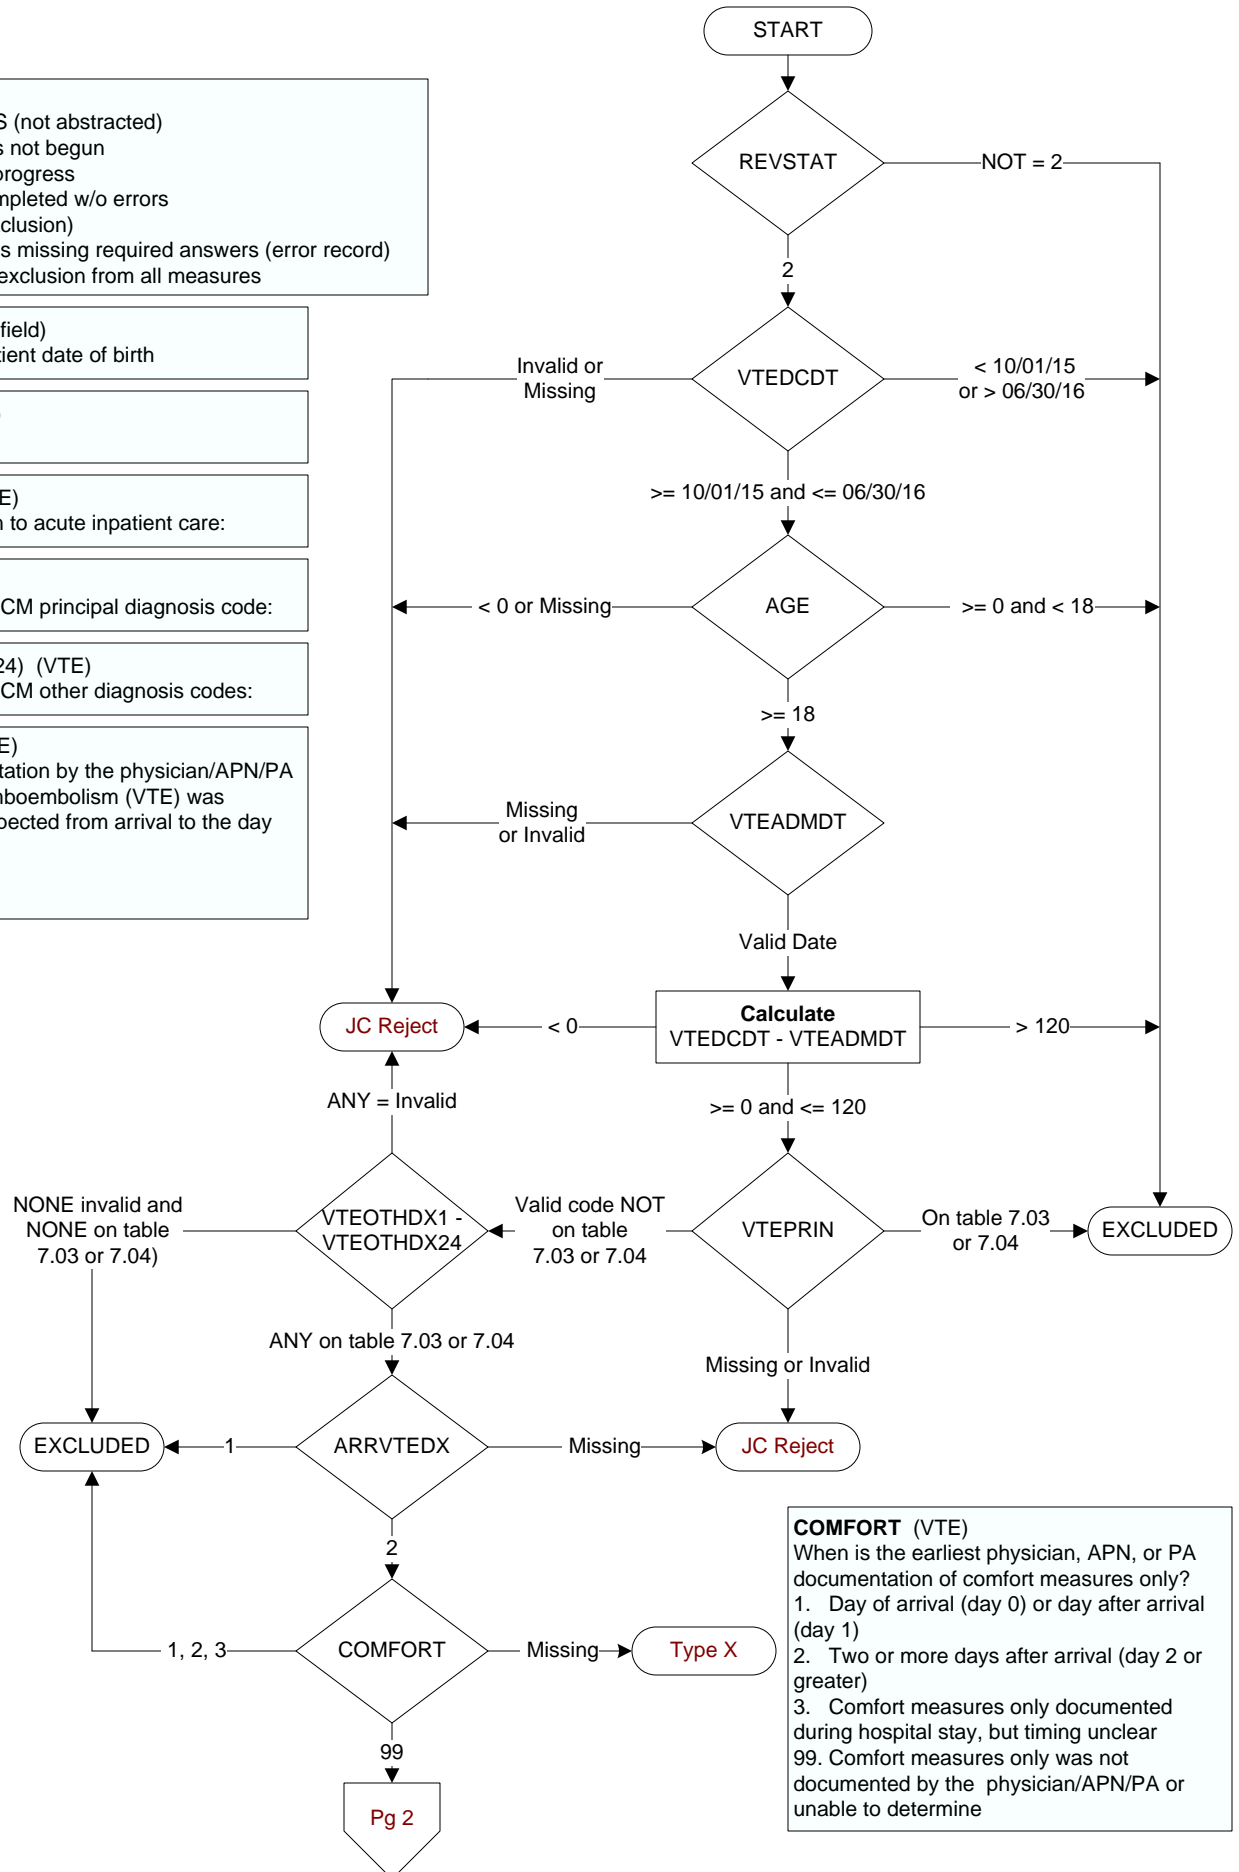 START
S (not abstracted)
s not begun
progress
mpleted w/o errors
clusion)
s missing required answers (error record)
exclusion from all measures
REVSTAT
NOT = 2
2
field)
tient date of birth
Invalid or
Missing
VTEDCDT
< 10/01/15
or > 06/30/16
)
E)
n to acute inpatient care:
>= 10/01/15 and <= 06/30/16
CM principal diagnosis code:
< 0 or Missing
AGE
>= 0 and < 18
24) (VTE)
CM other diagnosis codes:
>= 18
E)
tation by the physician/APN/PA
mboembolism (VTE) was
pected from arrival to the day
Missing
or Invalid
VTEADMDT
Valid Date
JC Reject
< 0
Calculate
VTEDCDT - VTEADMDT
> 120
ANY = Invalid
>= 0 and <= 120
NONE invalid and
NONE on table
7.03 or 7.04)
VTEOTHDX1 -
VTEOTHDX24
Valid code NOT
on table
7.03 or 7.04
VTEPRIN
On table 7.03
or 7.04
EXCLUDED
ANY on table 7.03 or 7.04
Missing or Invalid
EXCLUDED
1
ARRVTEDX
Missing
JC Reject
2
1, 2, 3
COMFORT
Missing
Type X
99
Pg 2
COMFORT (VTE)
When is the earliest physician, APN, or PA
documentation of comfort measures only?
1. Day of arrival (day 0) or day after arrival
(day 1)
2. Two or more days after arrival (day 2 or
greater)
3. Comfort measures only documented
during hospital stay, but timing unclear
99. Comfort measures only was not
documented by the physician/APN/PA or
unable to determine